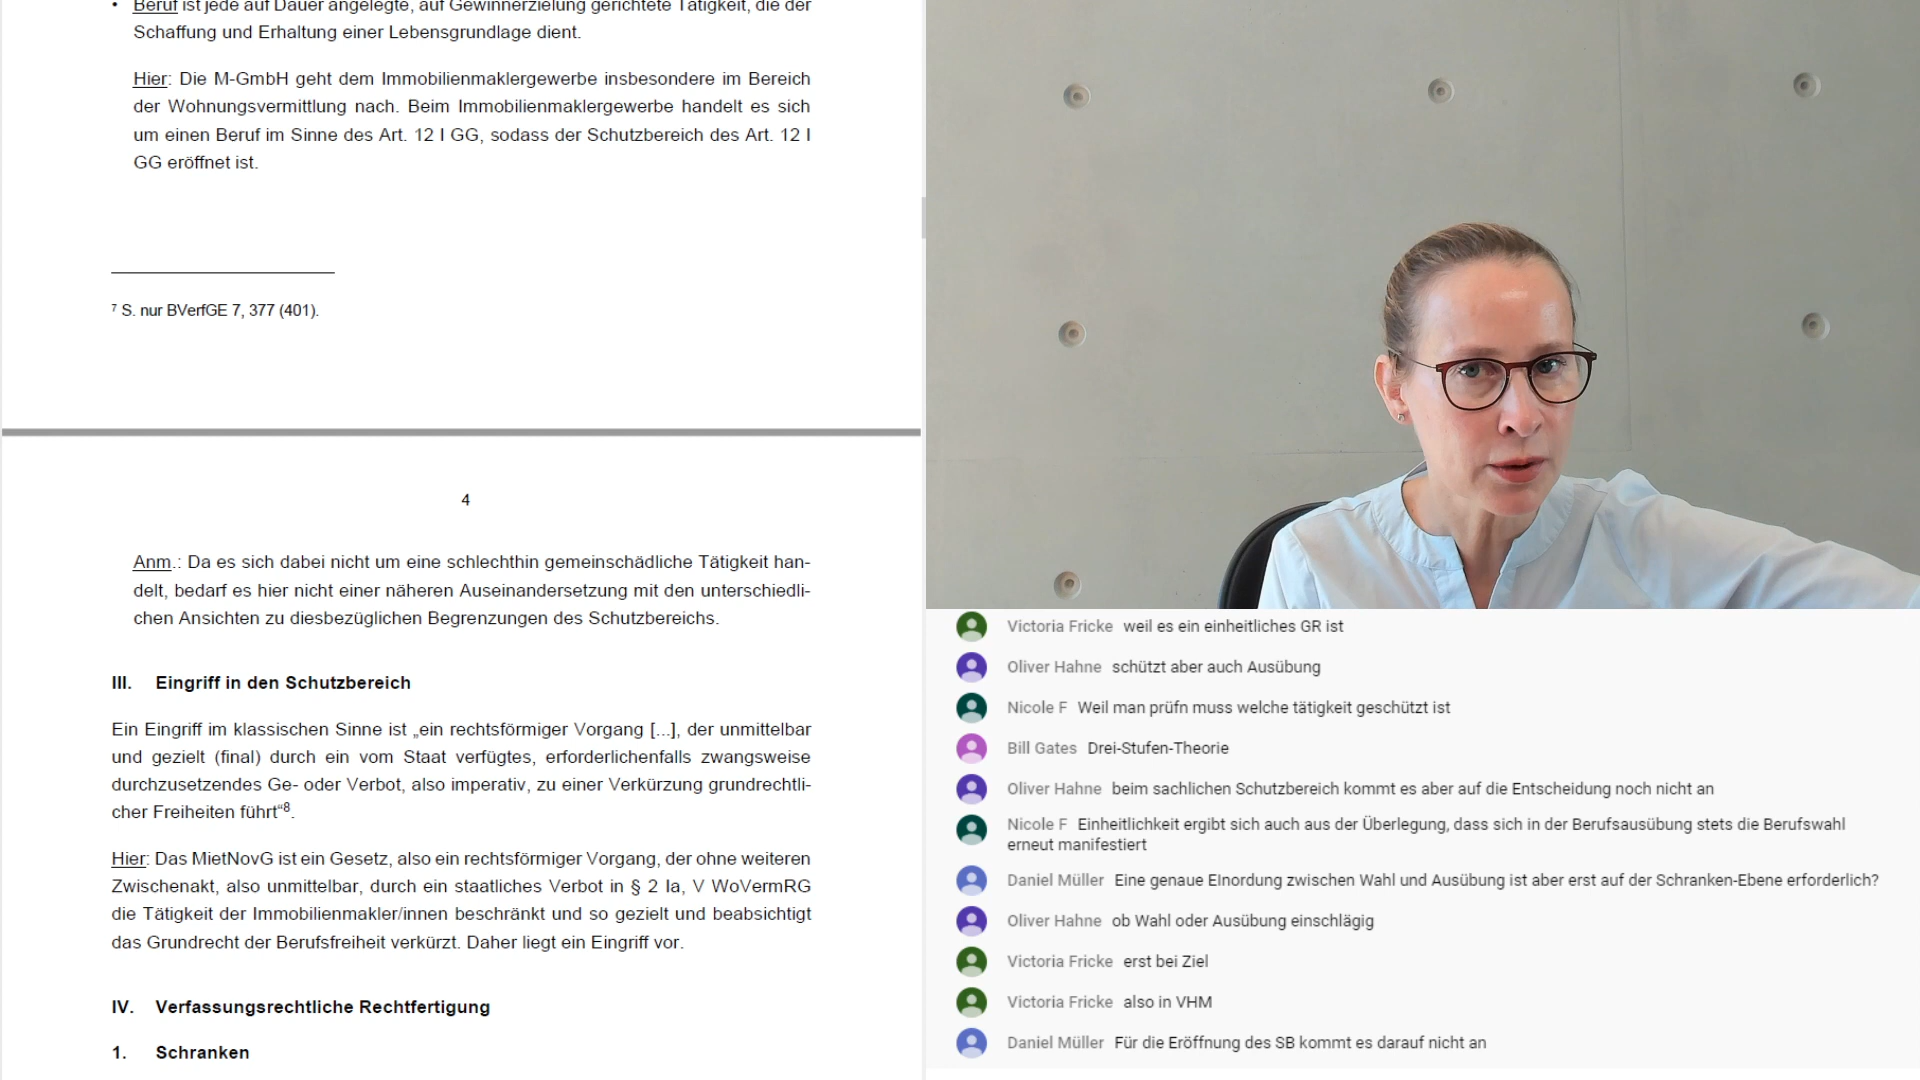 • Beruf ist jede auf Dauer angelegte, auf Gewinnerzielung gerichtete Tätigkeit, die der
Schaffung und Erhaltung einer Lebensgrundlage dient.
Hier: Die M-GmbH geht dem Immobilienmaklergewerbe insbesondere im Bereich
der Wohnungsvermittlung nach. Beim Immobilienmaklergewerbe handelt es sich
um einen Beruf im Sinne des Art. 12 I GG, sodass der Schutzbereich des Art. 12 I
GG eröffnet ist.
⁷ S. nur BVerfGE 7, 377 (401).
4
Anm.: Da es sich dabei nicht um eine schlechthin gemeinschädliche Tätigkeit han-
delt, bedarf es hier nicht einer näheren Auseinandersetzung mit den unterschiedli-
chen Ansichten zu diesbezüglichen Begrenzungen des Schutzbereichs.
III. Eingriff in den Schutzbereich
Ein Eingriff im klassischen Sinne ist „ein rechtsförmiger Vorgang [...], der unmittelbar
und gezielt (final) durch ein vom Staat verfügtes, erforderlichenfalls zwangsweise
durchzusetzendes Ge- oder Verbot, also imperativ, zu einer Verkürzung grundrechtli-
cher Freiheiten führt“⁸.
Hier: Das MietNovG ist ein Gesetz, also ein rechtsförmiger Vorgang, der ohne weiteren
Zwischenakt, also unmittelbar, durch ein staatliches Verbot in § 2 Ia, V WoVermRG
die Tätigkeit der Immobilienmakler/innen beschränkt und so gezielt und beabsichtigt
das Grundrecht der Berufsfreiheit verkürzt. Daher liegt ein Eingriff vor.
IV. Verfassungsrechtliche Rechtfertigung
1. Schranken
Victoria Fricke weil es ein einheitliches GR ist
Oliver Hahne schützt aber auch Ausübung
Nicole F Weil man prüfn muss welche tätigkeit geschützt ist
Bill Gates Drei-Stufen-Theorie
Oliver Hahne beim sachlichen Schutzbereich kommt es aber auf die Entscheidung noch nicht an
Nicole F Einheitlichkeit ergibt sich auch aus der Überlegung, dass sich in der Berufsausübung stets die Berufswahl
erneut manifestiert
Daniel Müller Eine genaue EInordung zwischen Wahl und Ausübung ist aber erst auf der Schranken-Ebene erforderlich?
Oliver Hahne ob Wahl oder Ausübung einschlägig
Victoria Fricke erst bei Ziel
Victoria Fricke also in VHM
Daniel Müller Für die Eröffnung des SB kommt es darauf nicht an